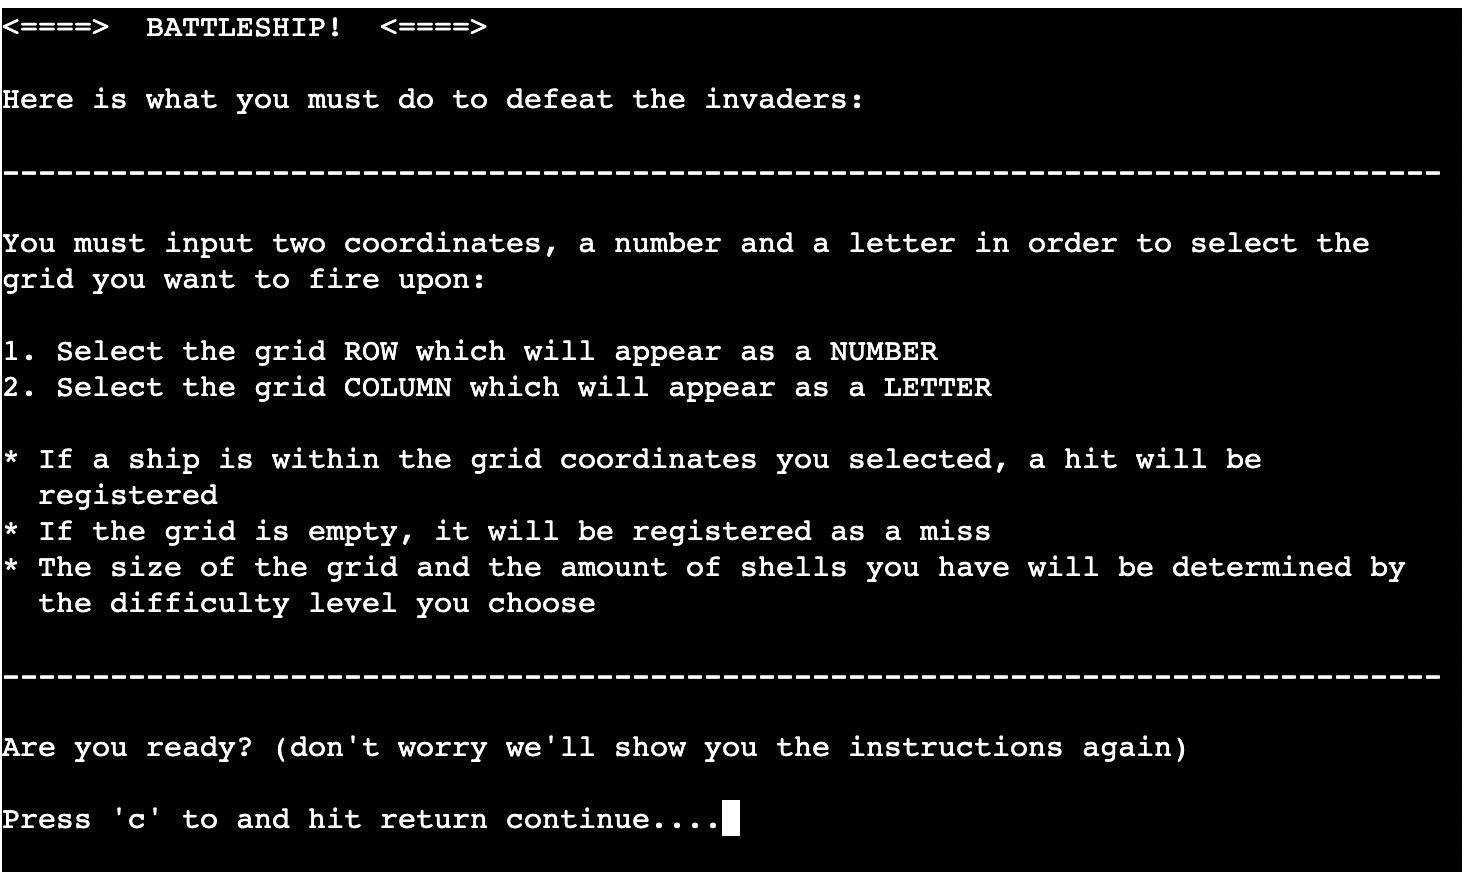 <====>  BATTLESHIP!  <====>
Here is what you must do to defeat the invaders:
--------------------------------------------------------------------------------
You must input two coordinates, a number and a letter in order to select the
grid you want to fire upon:
1. Select the grid ROW which will appear as a NUMBER
2. Select the grid COLUMN which will appear as a LETTER
* If a ship is within the grid coordinates you selected, a hit will be
  registered
* If the grid is empty, it will be registered as a miss
* The size of the grid and the amount of shells you have will be determined by
  the difficulty level you choose
--------------------------------------------------------------------------------
Are you ready? (don't worry we'll show you the instructions again)
Press 'c' to and hit return continue....